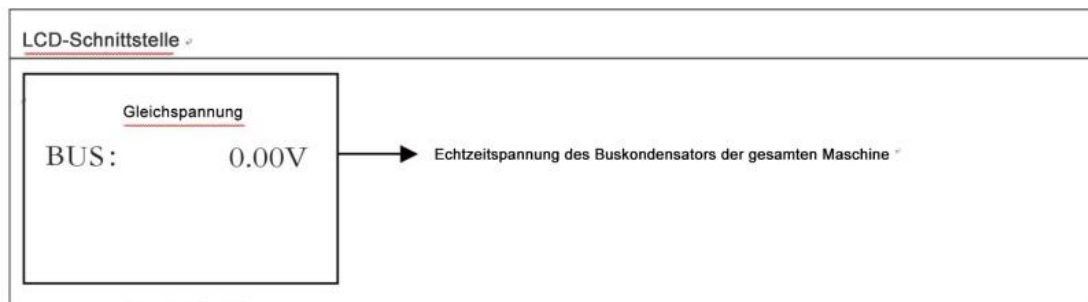 LCD-Schnittstelle
Gleichspannung
BUS: 0.00V
Echtzeitspannung des Buskondensators der gesamten Maschine